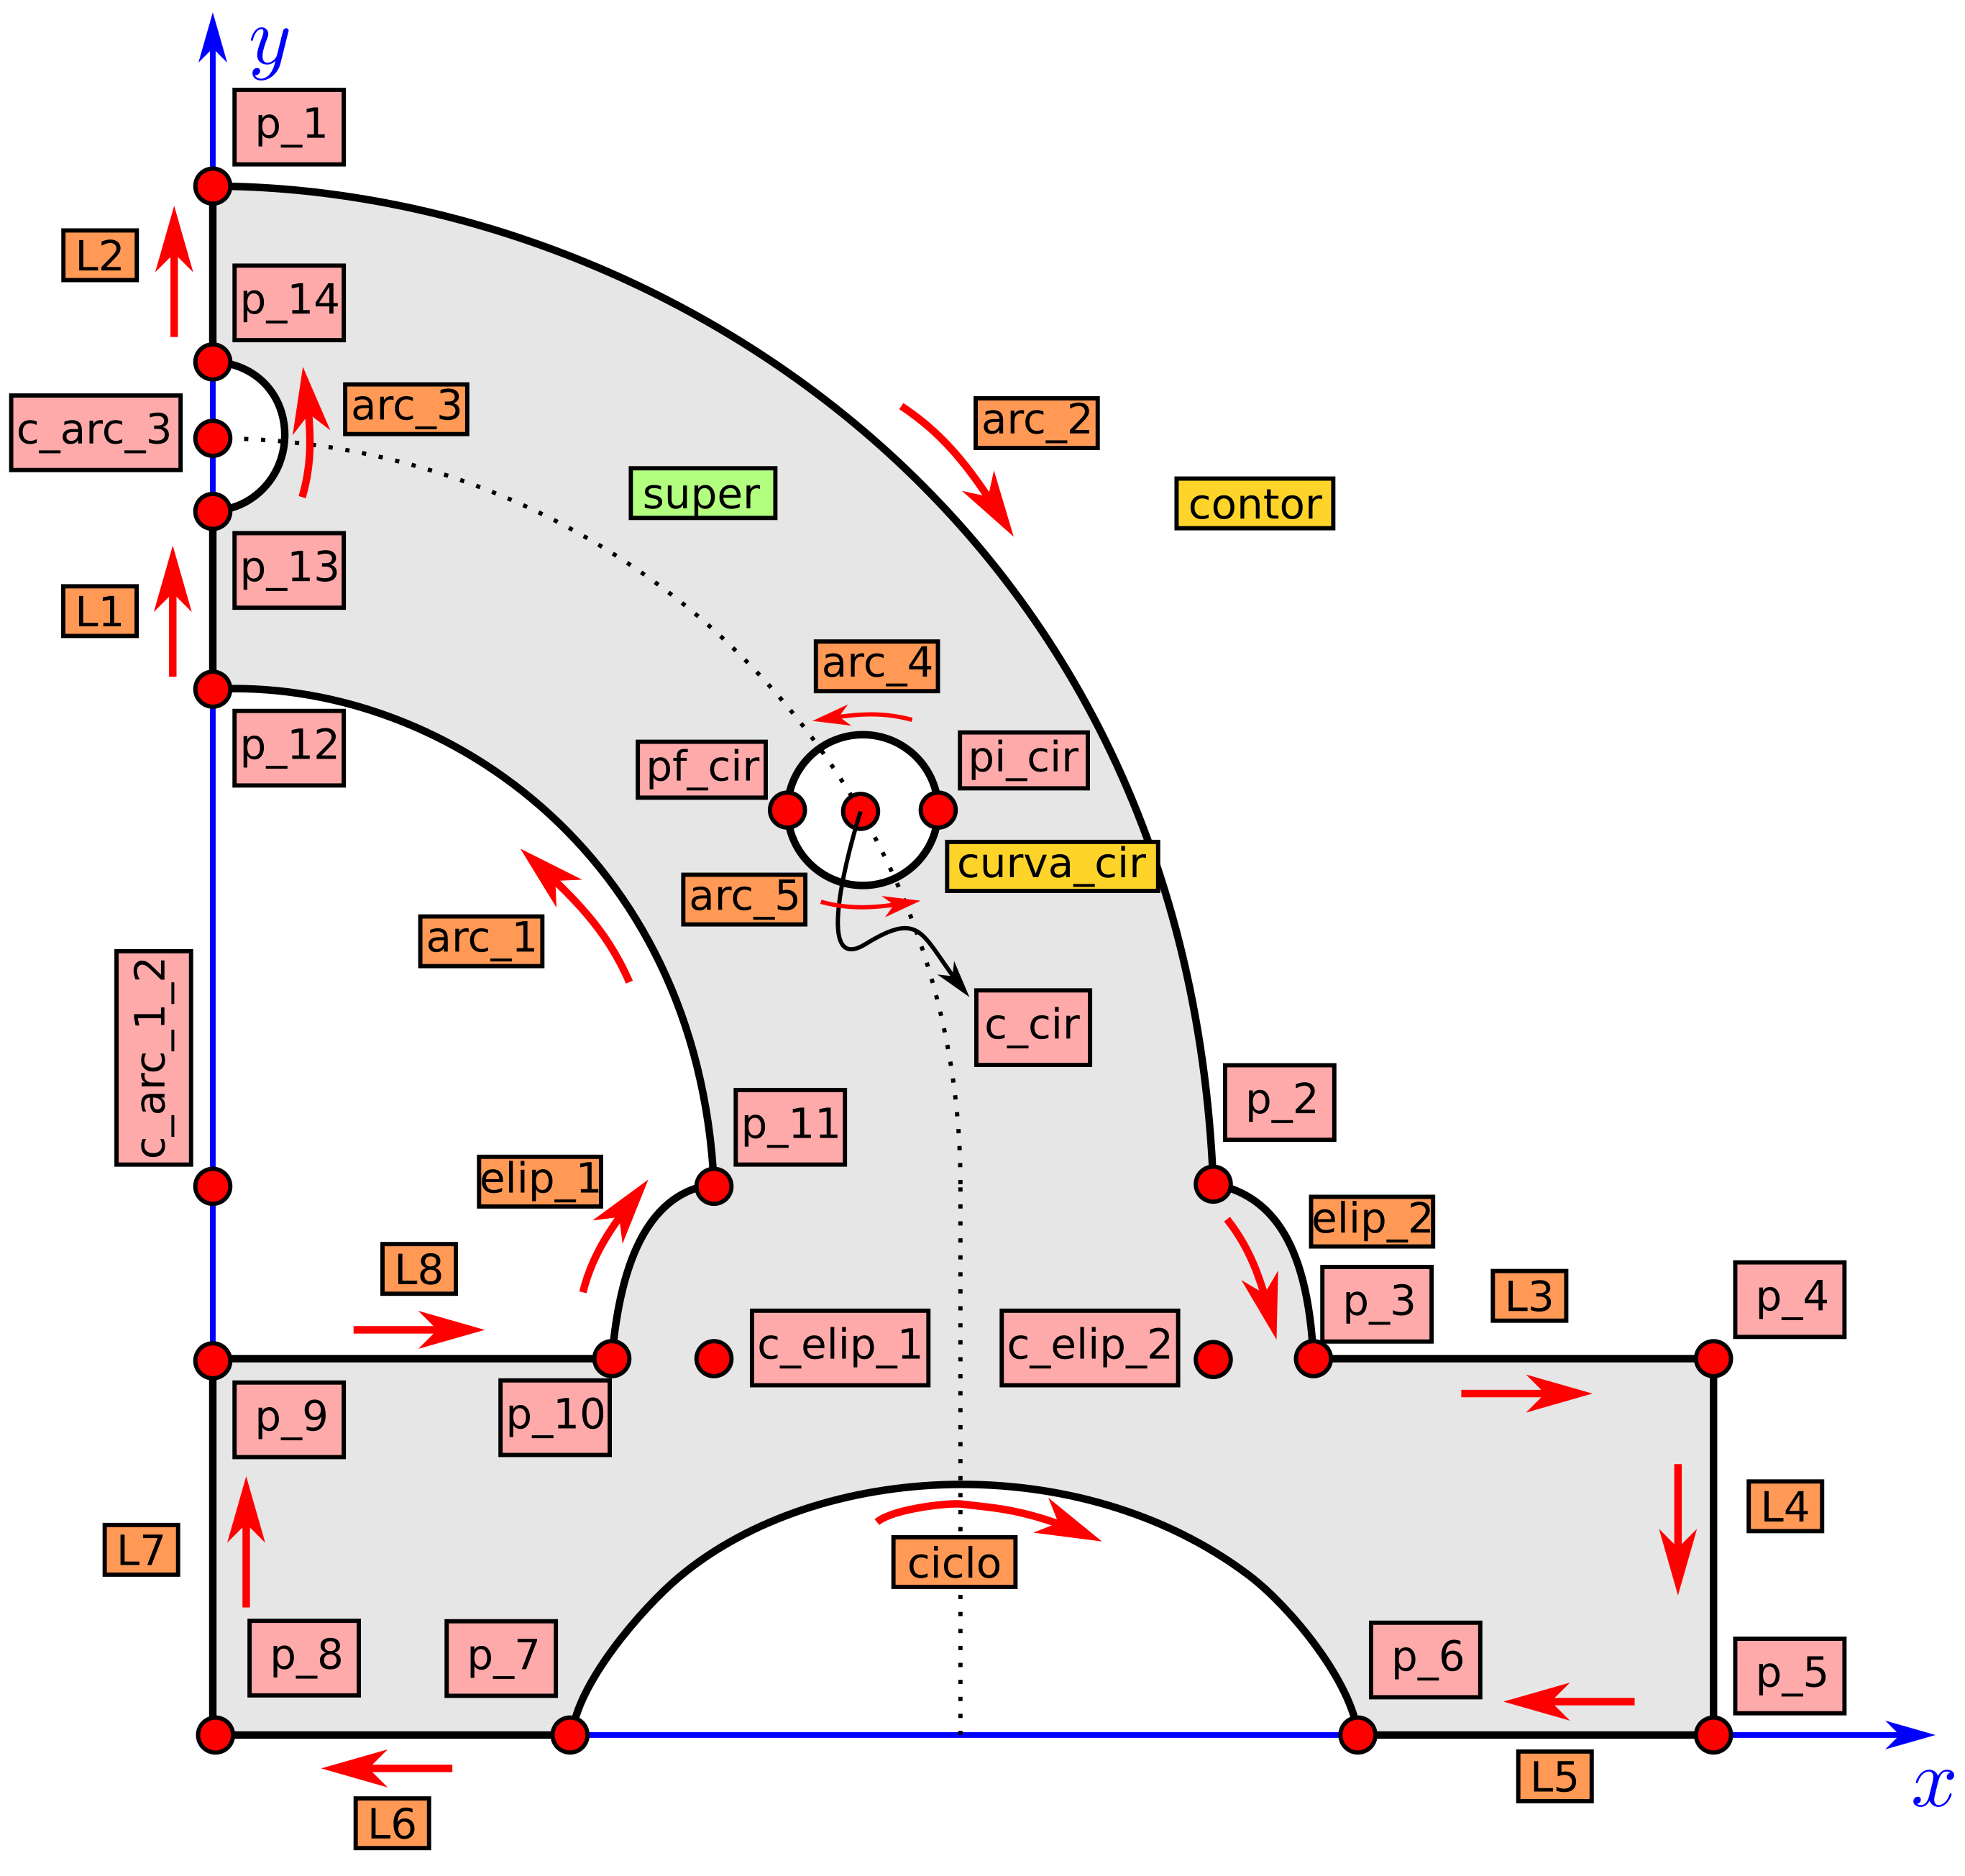 y
p_1
L2
p_14
c_arc_3
arc_3
arc_2
super
contor
p_13
L1
arc_4
p_12
pf_cir
pi_cir
curva_cir
arc_5
arc_1
c_arc_1_2
c_cir
p_2
p_11
elip_1
elip_2
L8
p_3
L3
p_4
c_elip_1
c_elip_2
p_9
p_10
L4
L7
ciclo
p_8
p_7
p_6
p_5
L5
x
L6